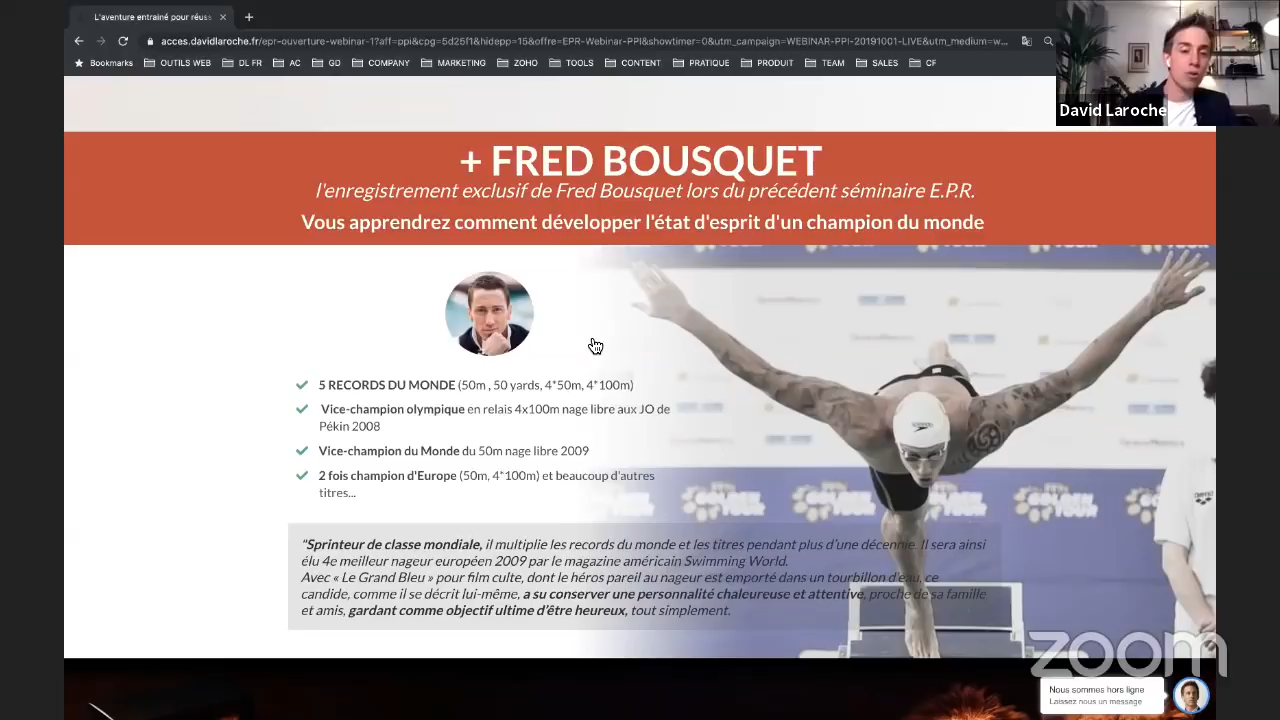 L'aventure entrainé pour réuss
acces.davidlaroche.fr/epr-ouverture-webinar-1?aff=ppi&cpg=5d25f1&hidepp=15&offre=EPR-Webinar-PPI&showtimer=0&utm_campaign=WEBINAR-PPI-20191001-LIVE&utm_medium=w...
Bookmarks OUTILS WEB DL FR AC GD COMPANY MARKETING ZOHO TOOLS CONTENT PRATIQUE PRODUIT TEAM SALES CF
David Laroche
+ FRED BOUSQUET
l'enregistrement exclusif de Fred Bousquet lors du précédent séminaire E.P.R.
Vous apprendrez comment développer l'état d'esprit d'un champion du monde
5 RECORDS DU MONDE (50m , 50 yards, 4*50m, 4*100m)
Vice-champion olympique en relais 4x100m nage libre aux JO de
Pékin 2008
Vice-champion du Monde du 50m nage libre 2009
2 fois champion d'Europe (50m, 4*100m) et beaucoup d'autres
titres...
"Sprinteur de classe mondiale, il multiplie les records du monde et les titres pendant plus d'une décennie. Il sera ainsi
élu 4e meilleur nageur européen 2009 par le magazine américain Swimming World.
Avec « Le Grand Bleu » pour film culte, dont le héros pareil au nageur est emporté dans un tourbillon d'eau, ce
candide, comme il se décrit lui-même, a su conserver une personnalité chaleureuse et attentive, proche de sa famille
et amis, gardant comme objectif ultime d'être heureux, tout simplement.
zoom
Nous sommes hors ligne
Laissez nous un message